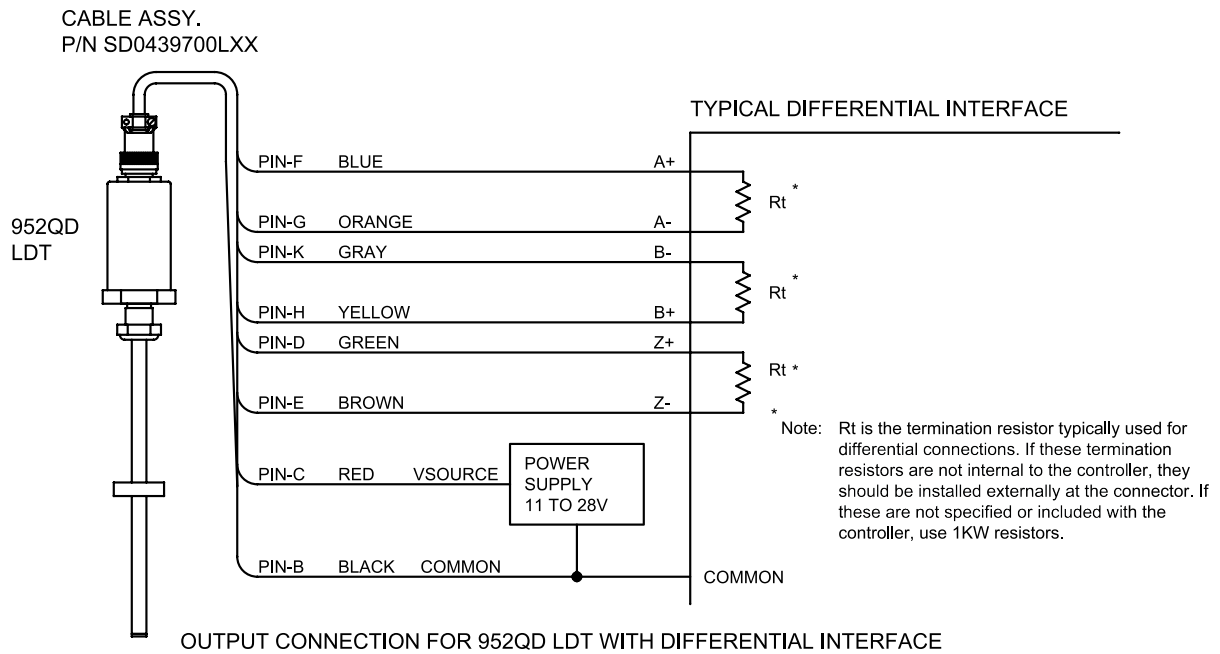 CABLE ASSY.
P/N SD0439700LXX
TYPICAL DIFFERENTIAL INTERFACE
952QD
LDT
PIN-F BLUE A+
Rt *
PIN-G ORANGE A-
PIN-K GRAY B-
Rt *
PIN-H YELLOW B+
PIN-D GREEN Z+
Rt *
PIN-E BROWN Z-
* Note: Rt is the termination resistor typically used for
differential connections. If these termination
resistors are not internal to the controller, they
should be installed externally at the connector. If
these are not specified or included with the
controller, use 1KW resistors.
PIN-C RED VSOURCE
POWER
SUPPLY
11 TO 28V
PIN-B BLACK COMMON
COMMON
OUTPUT CONNECTION FOR 952QD LDT WITH DIFFERENTIAL INTERFACE